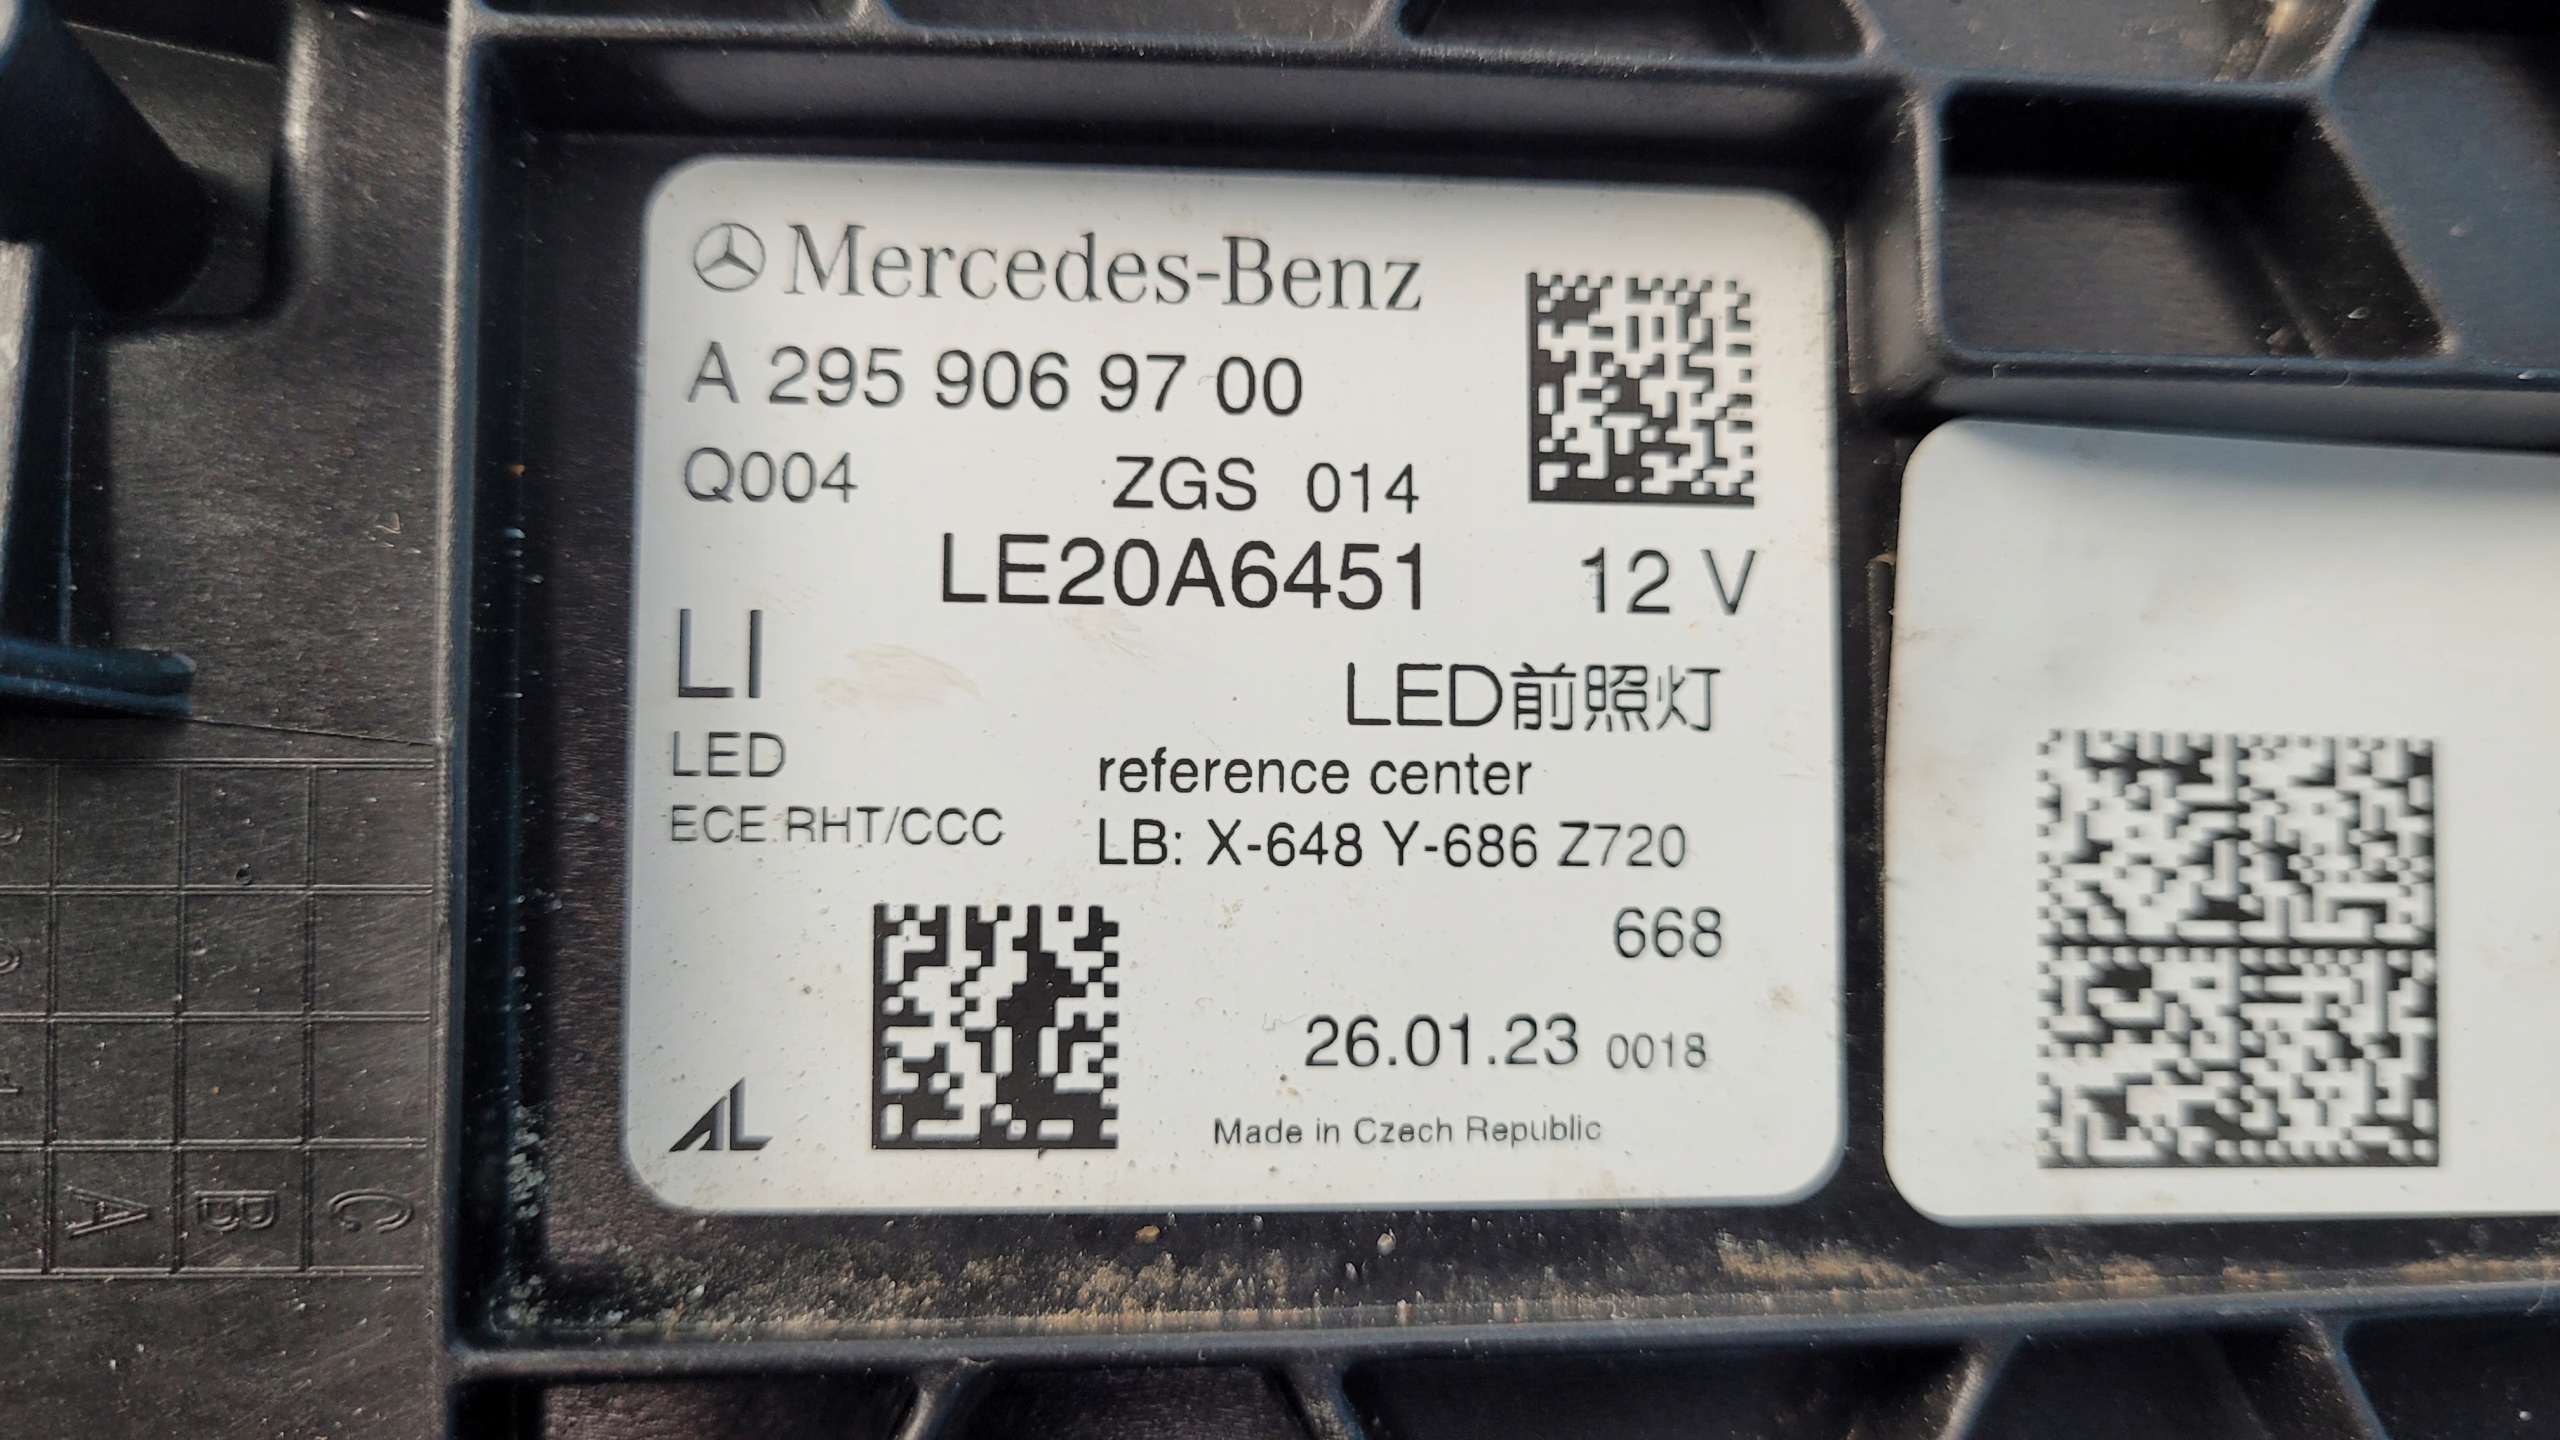 Mercedes-Benz
A 295 906 97 00
Q004 ZGS 014
LE20A6451 12 V
LI
LED前照灯
LED
reference center
ECE RHT/CCC
LB: X-648 Y-686 Z720
668
26.01.23 0018
AL
Made in Czech Republic
A B C